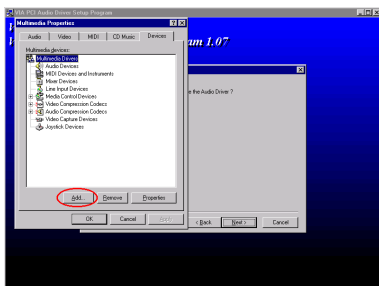 VIA PCI Audio Driver Setup Program
Multimedia Properties
Audio
Video
MIDI
CD Music
Devices
am 1.07
Multimedia devices:
Multimedia Drivers
Audio Devices
MIDI Devices and Instruments
Mixer Devices
Line Input Devices
Media Control Devices
Video Compression Codecs
Audio Compression Codecs
Video Capture Devices
Joystick Devices
e the Audio Driver ?
Add...
Remove
Properties
OK
Cancel
Apply
< Back
Next >
Cancel